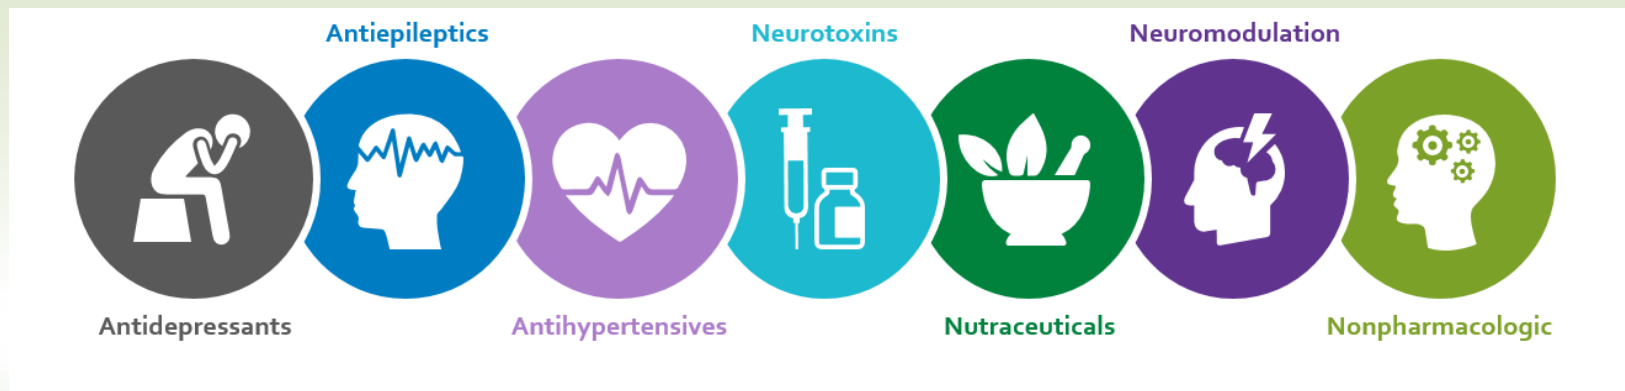 Antiepileptics
Neurotoxins
Neuromodulation
Antidepressants
Antihypertensives
Nutraceuticals
Nonpharmacologic